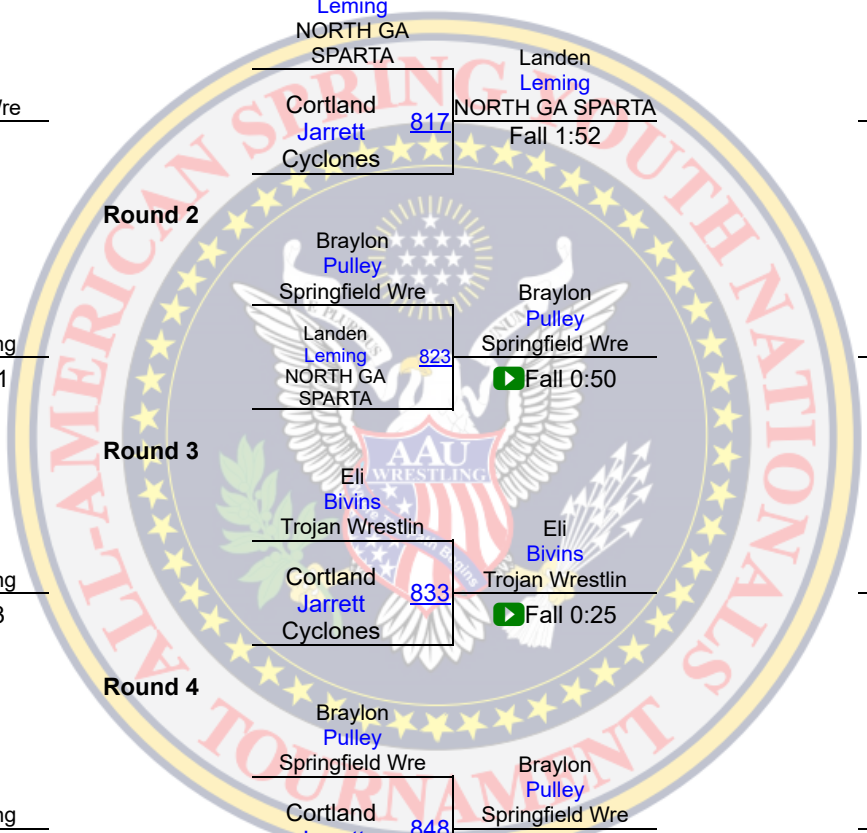 Leming
NORTH GA
SPARTA
Landen
Leming
NORTH GA SPARTA
Fall 1:52
Cortland
Jarrett
Cyclones
817
Round 2
Braylon
Pulley
Springfield Wre
Landen
Leming
NORTH GA
SPARTA
823
Braylon
Pulley
Springfield Wre
Fall 0:50
Round 3
Eli
Bivins
Trojan Wrestlin
Cortland
Jarrett
Cyclones
833
Eli
Bivins
Trojan Wrestlin
Fall 0:25
Round 4
Braylon
Pulley
Springfield Wre
Cortland
848
Braylon
Pulley
Springfield Wre
ALL-AMERICAN SPRING YOUTH NATIONALS
TOURNAMENT
AAU
WRESTLING